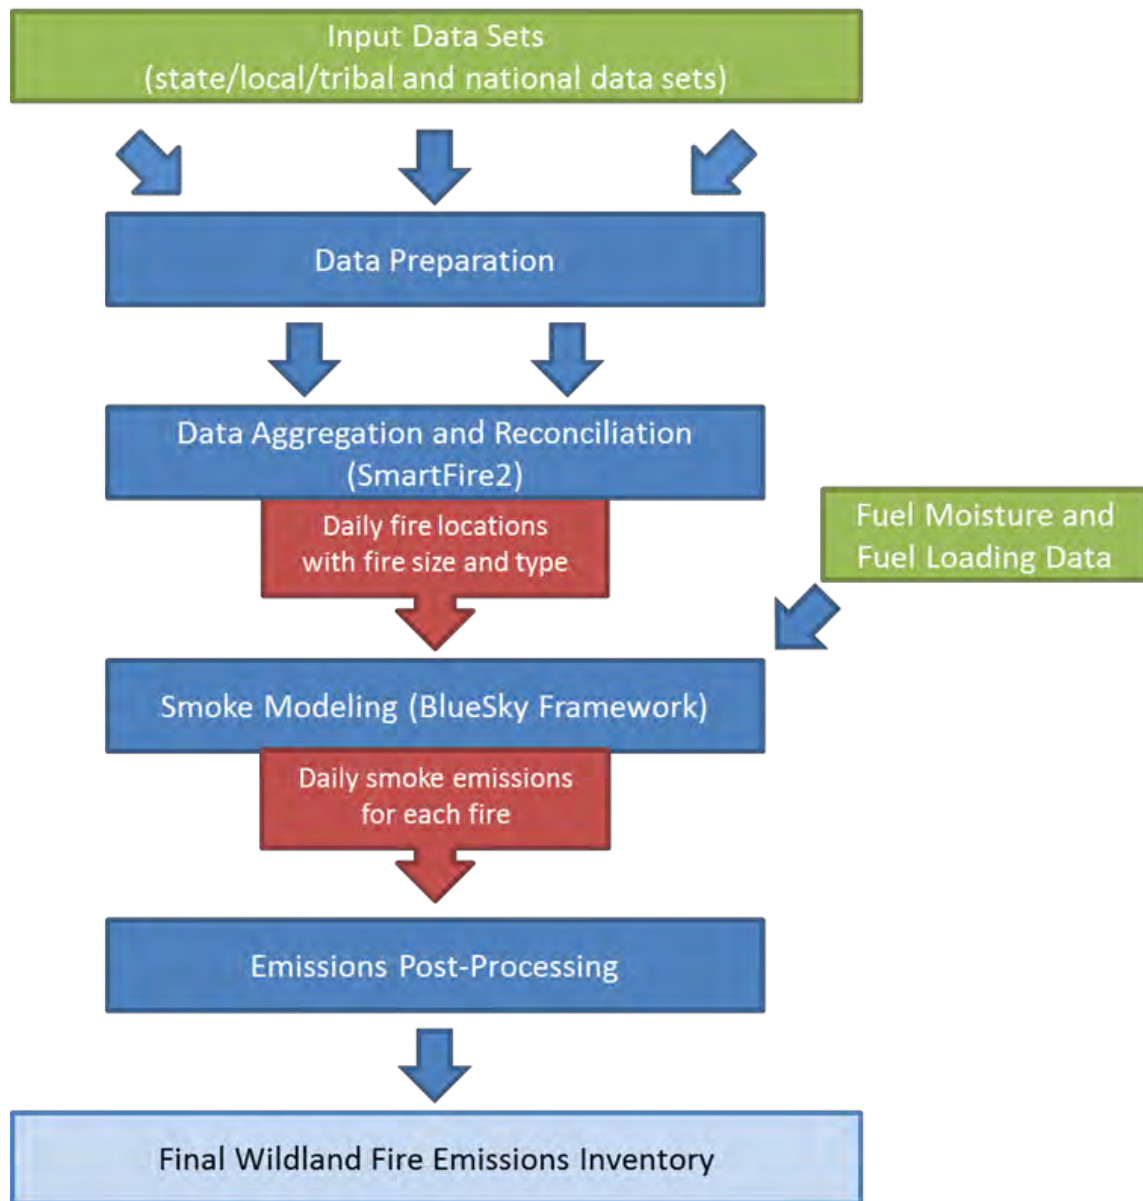 Input Data Sets
(state/local/tribal and national data sets)
Data Preparation
Data Aggregation and Reconciliation
(SmartFire2)
Daily fire locations
with fire size and type
Fuel Moisture and
Fuel Loading Data
Smoke Modeling (BlueSky Framework)
Daily smoke emissions
for each fire
Emissions Post-Processing
Final Wildland Fire Emissions Inventory